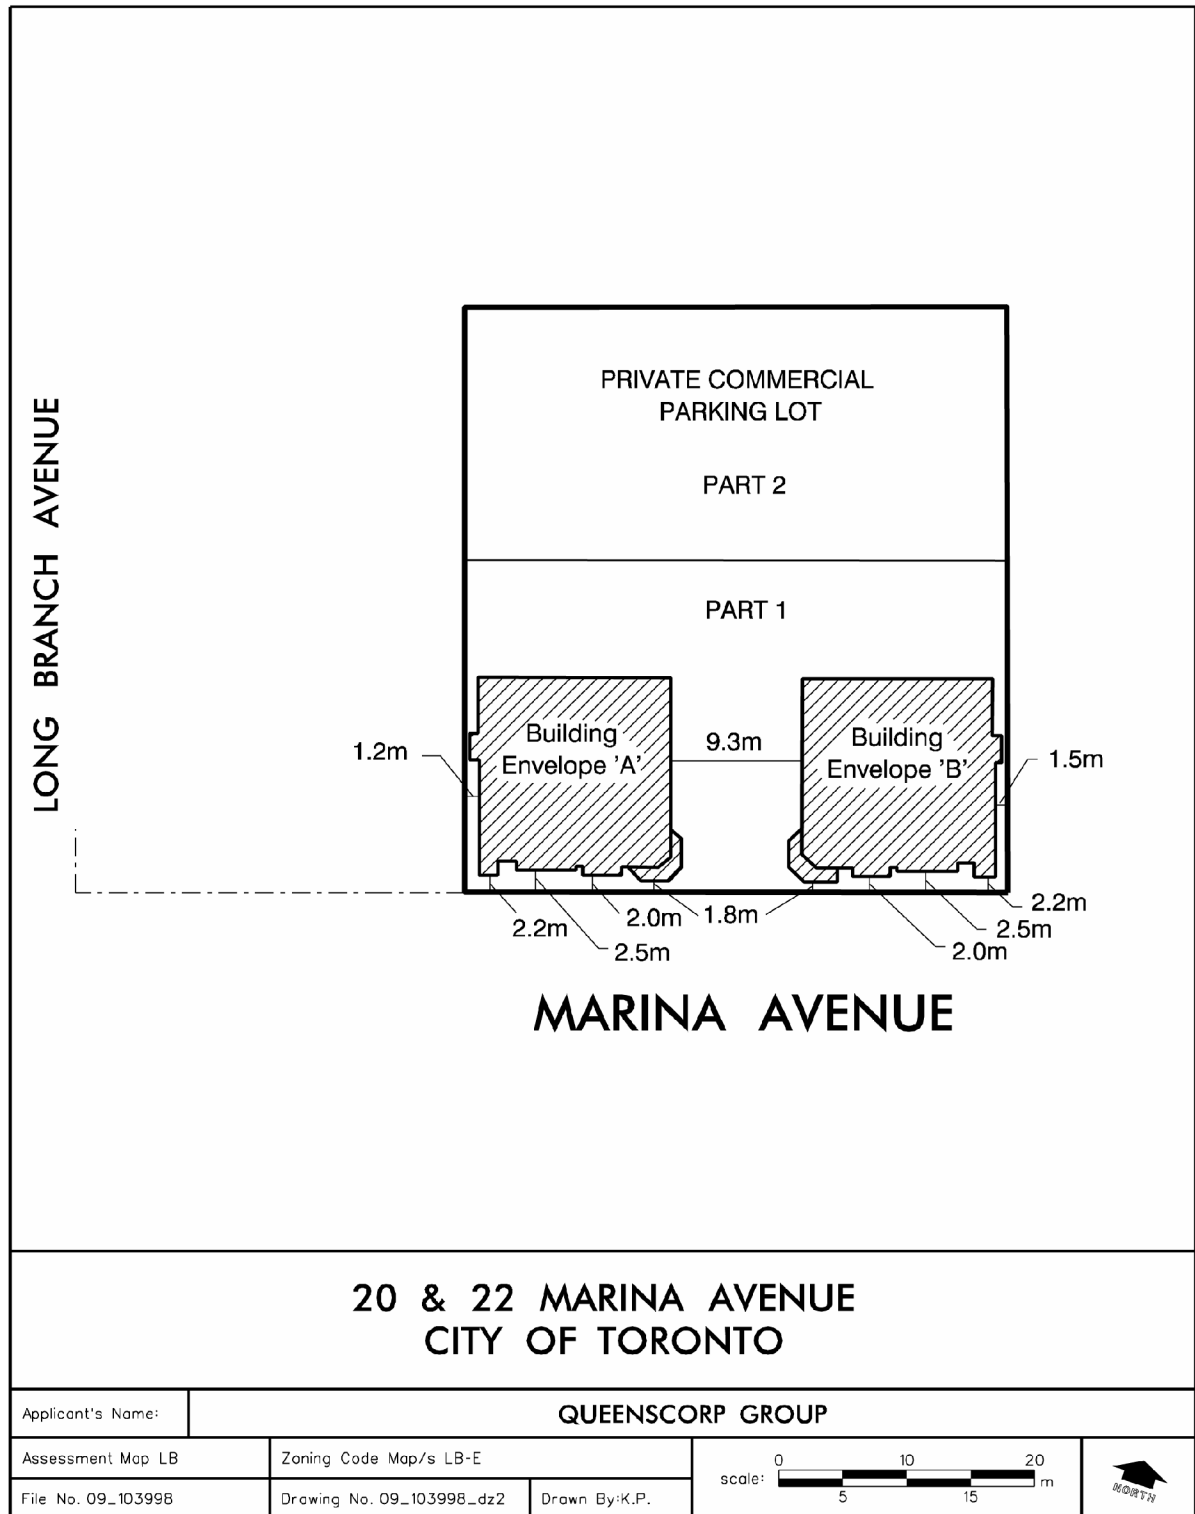 PRIVATE COMMERCIAL
PARKING LOT
PART 2
LONG BRANCH AVENUE
PART 1
Building
Envelope 'A'
9.3m
Building
Envelope 'B'
1.2m
1.5m
2.2m
2.5m
2.0m
1.8m
2.2m
2.5m
2.0m
MARINA AVENUE
20 & 22 MARINA AVENUE
CITY OF TORONTO
Applicant's Name:
QUEENSCORP GROUP
Assessment Map LB
Zoning Code Map/s LB-E
File No. 09_103998
Drawing No. 09_103998_dz2
Drawn By:K.P.
scale:
0 10 20
m
5 15
NORTH